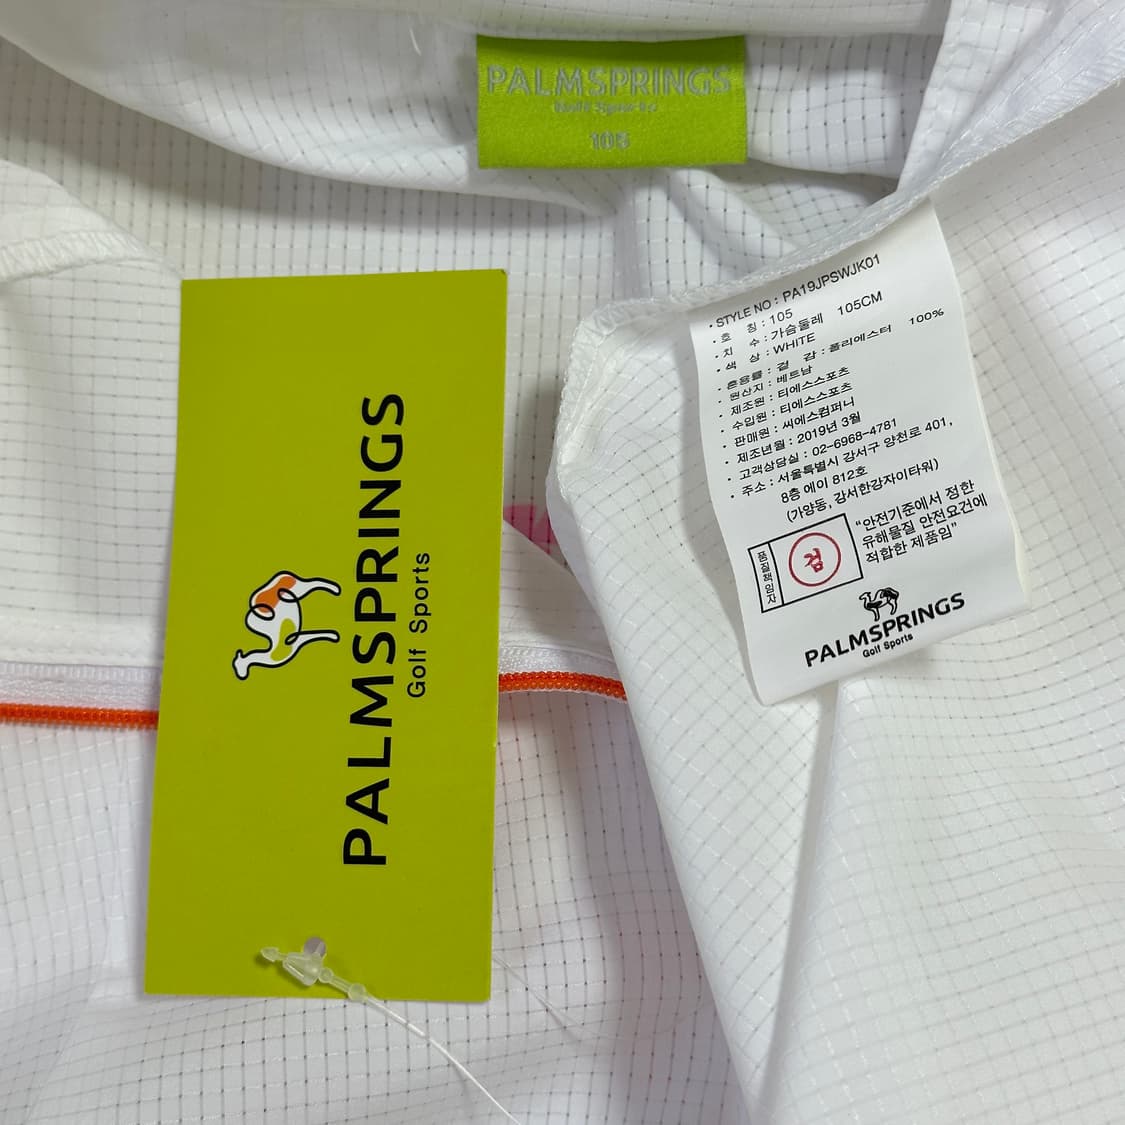 PALMSPRINGS
105
PALMSPRINGS
Golf Sports
• STYLE NO : PA19JPSWJK01
• 호 칭 : 105
• 치 수 : 가슴둘레 105CM
• 색 상 : WHITE
• 혼용률 : 겉 감 : 폴리에스터 100%
• 원산지 : 베트남
• 제조원 : 티에스스포츠
• 수입원 : 티에스스포츠
• 판매원 : 씨에스컴퍼니
• 제조년월 : 2019년 3월
• 고객상담실 : 02-6968-4781
• 주소 : 서울특별시 강서구 양천로 401,
8층 에이 812호
(가양동, 강서한강자이타워)
품질책임자
검
"안전기준에서 정한
유해물질 안전요건에
적합한 제품임"
PALMSPRINGS
Golf Sports